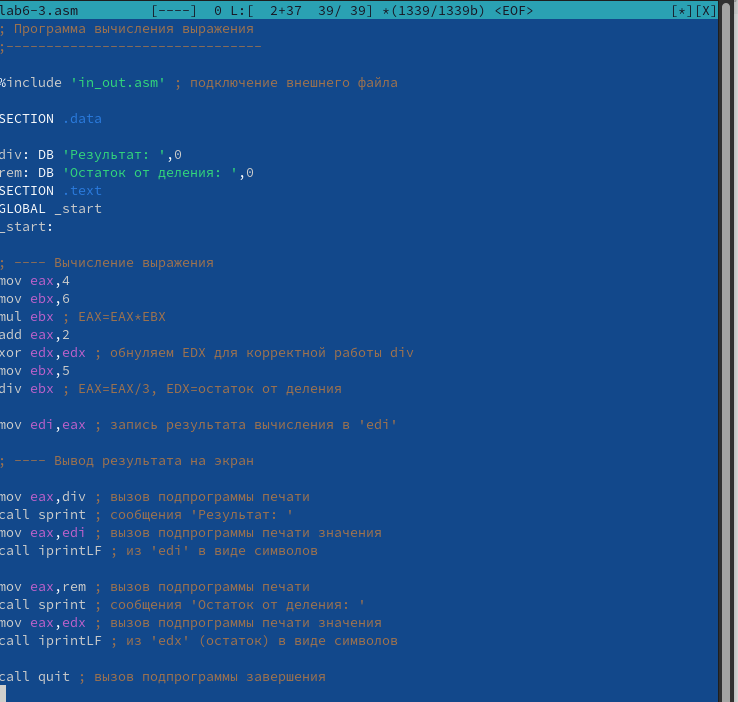 lab6-3.asm [----] 0 L:[ 2+37 39/ 39] *(1339/1339b) <EOF> [*][X]
; Программа вычисления выражения
;--------------------------------
%include 'in_out.asm' ; подключение внешнего файла
SECTION .data
div: DB 'Результат: ',0
rem: DB 'Остаток от деления: ',0
SECTION .text
GLOBAL _start
_start:
; ---- Вычисление выражения
mov eax,4
mov ebx,6
mul ebx ; EAX=EAX*EBX
add eax,2
xor edx,edx ; обнуляем EDX для корректной работы div
mov ebx,5
div ebx ; EAX=EAX/3, EDX=остаток от деления
mov edi,eax ; запись результата вычисления в 'edi'
; ---- Вывод результата на экран
mov eax,div ; вызов подпрограммы печати
call sprint ; сообщения 'Результат: '
mov eax,edi ; вызов подпрограммы печати значения
call iprintLF ; из 'edi' в виде символов
mov eax,rem ; вызов подпрограммы печати
call sprint ; сообщения 'Остаток от деления: '
mov eax,edx ; вызов подпрограммы печати значения
call iprintLF ; из 'edx' (остаток) в виде символов
call quit ; вызов подпрограммы завершения